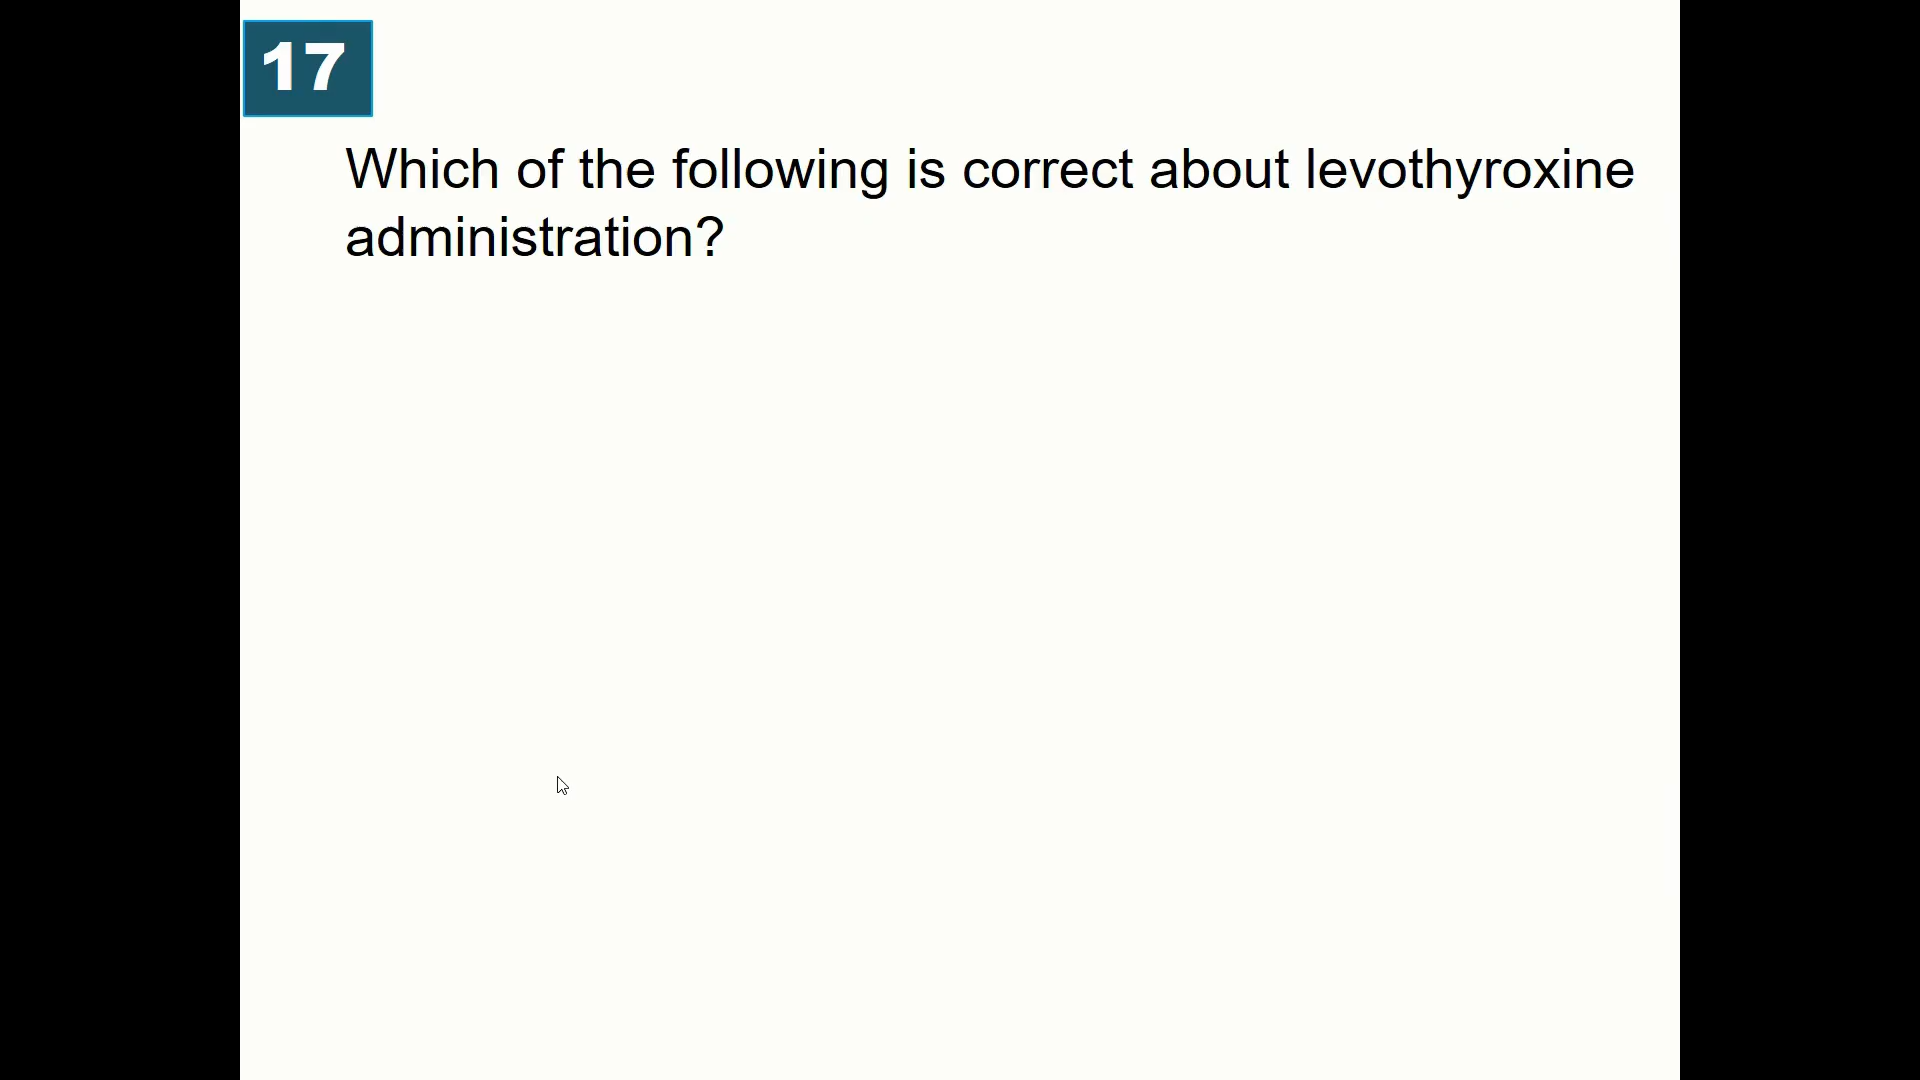 17
Which of the following is correct about levothyroxine
administration?